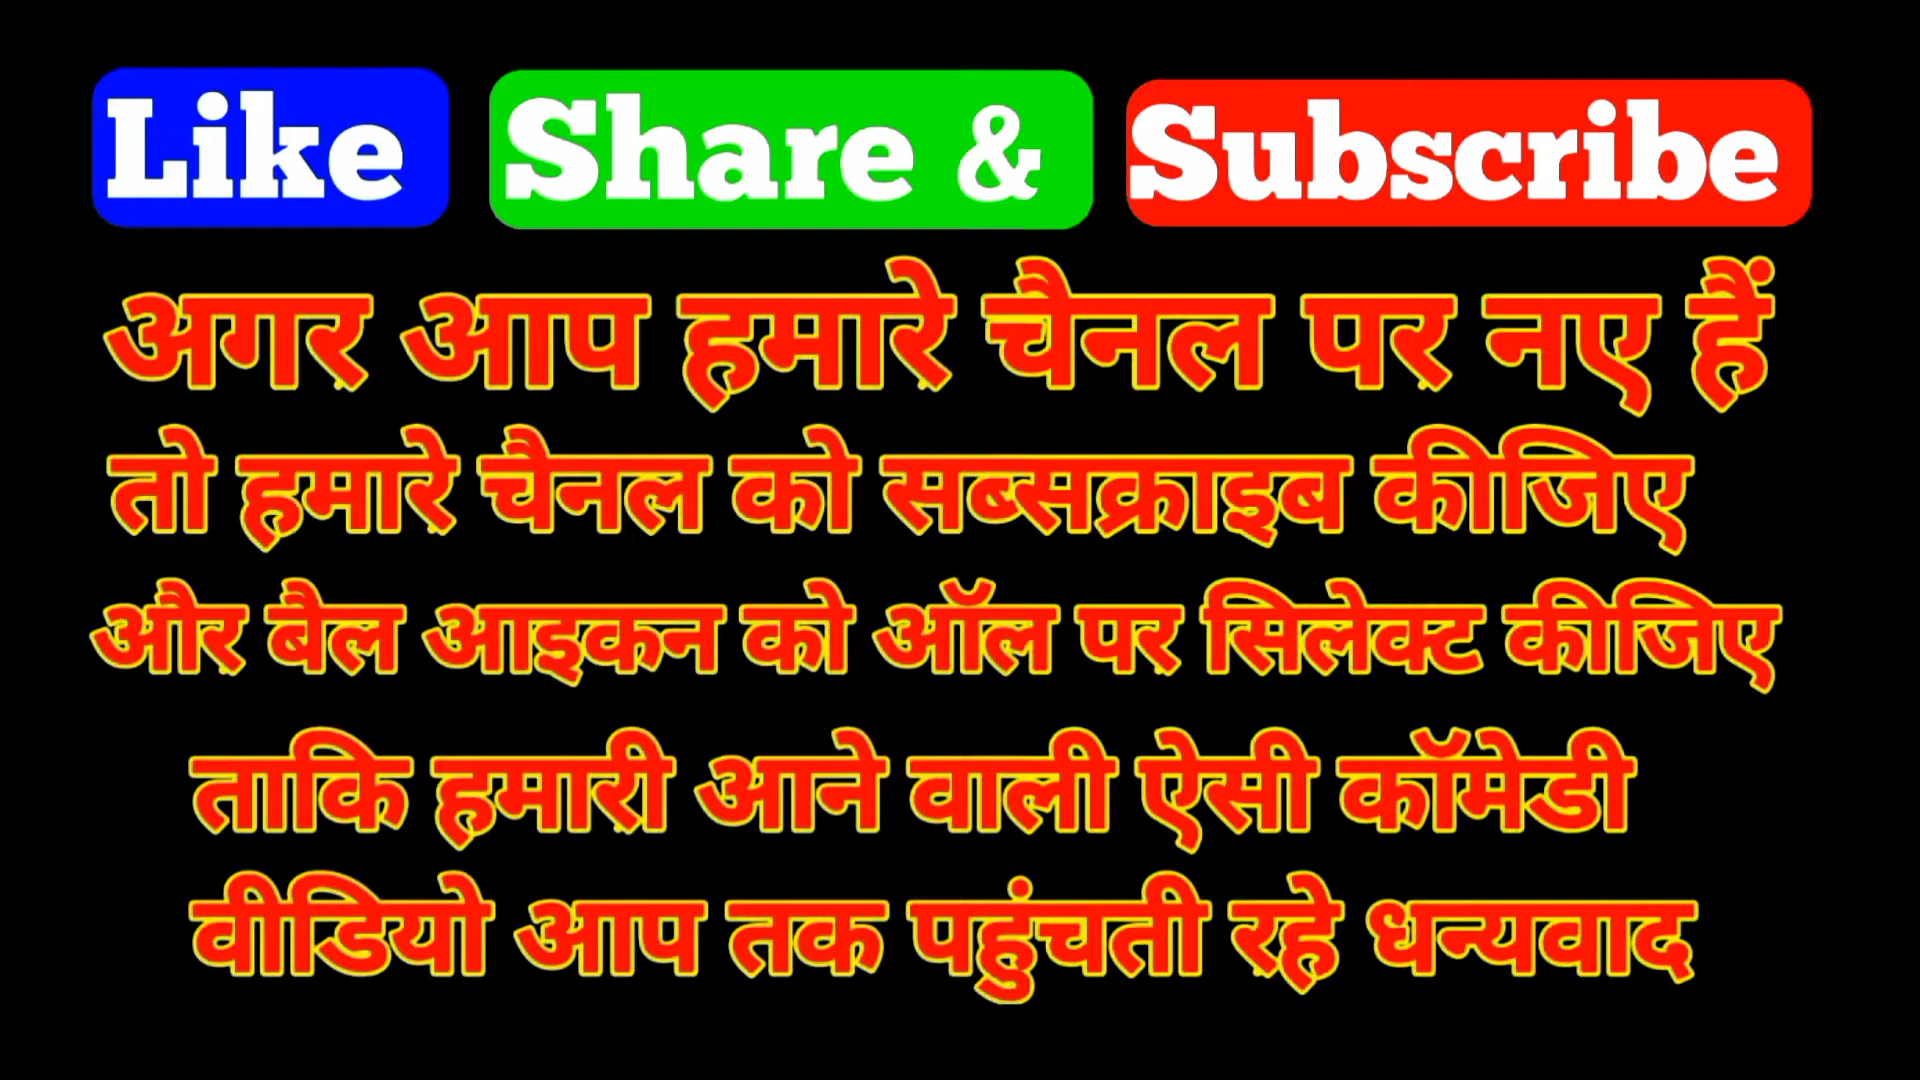 Like Share & Subscribe
अगर आप हमारे चैनल पर नए हैं
तो हमारे चैनल को सब्सक्राइब कीजिए
और बैल आइकन को ऑल पर सिलेक्ट कीजिए
ताकि हमारी आने वाली ऐसी कॉमेडी
वीडियो आप तक पहुंचती रहे धन्यवाद